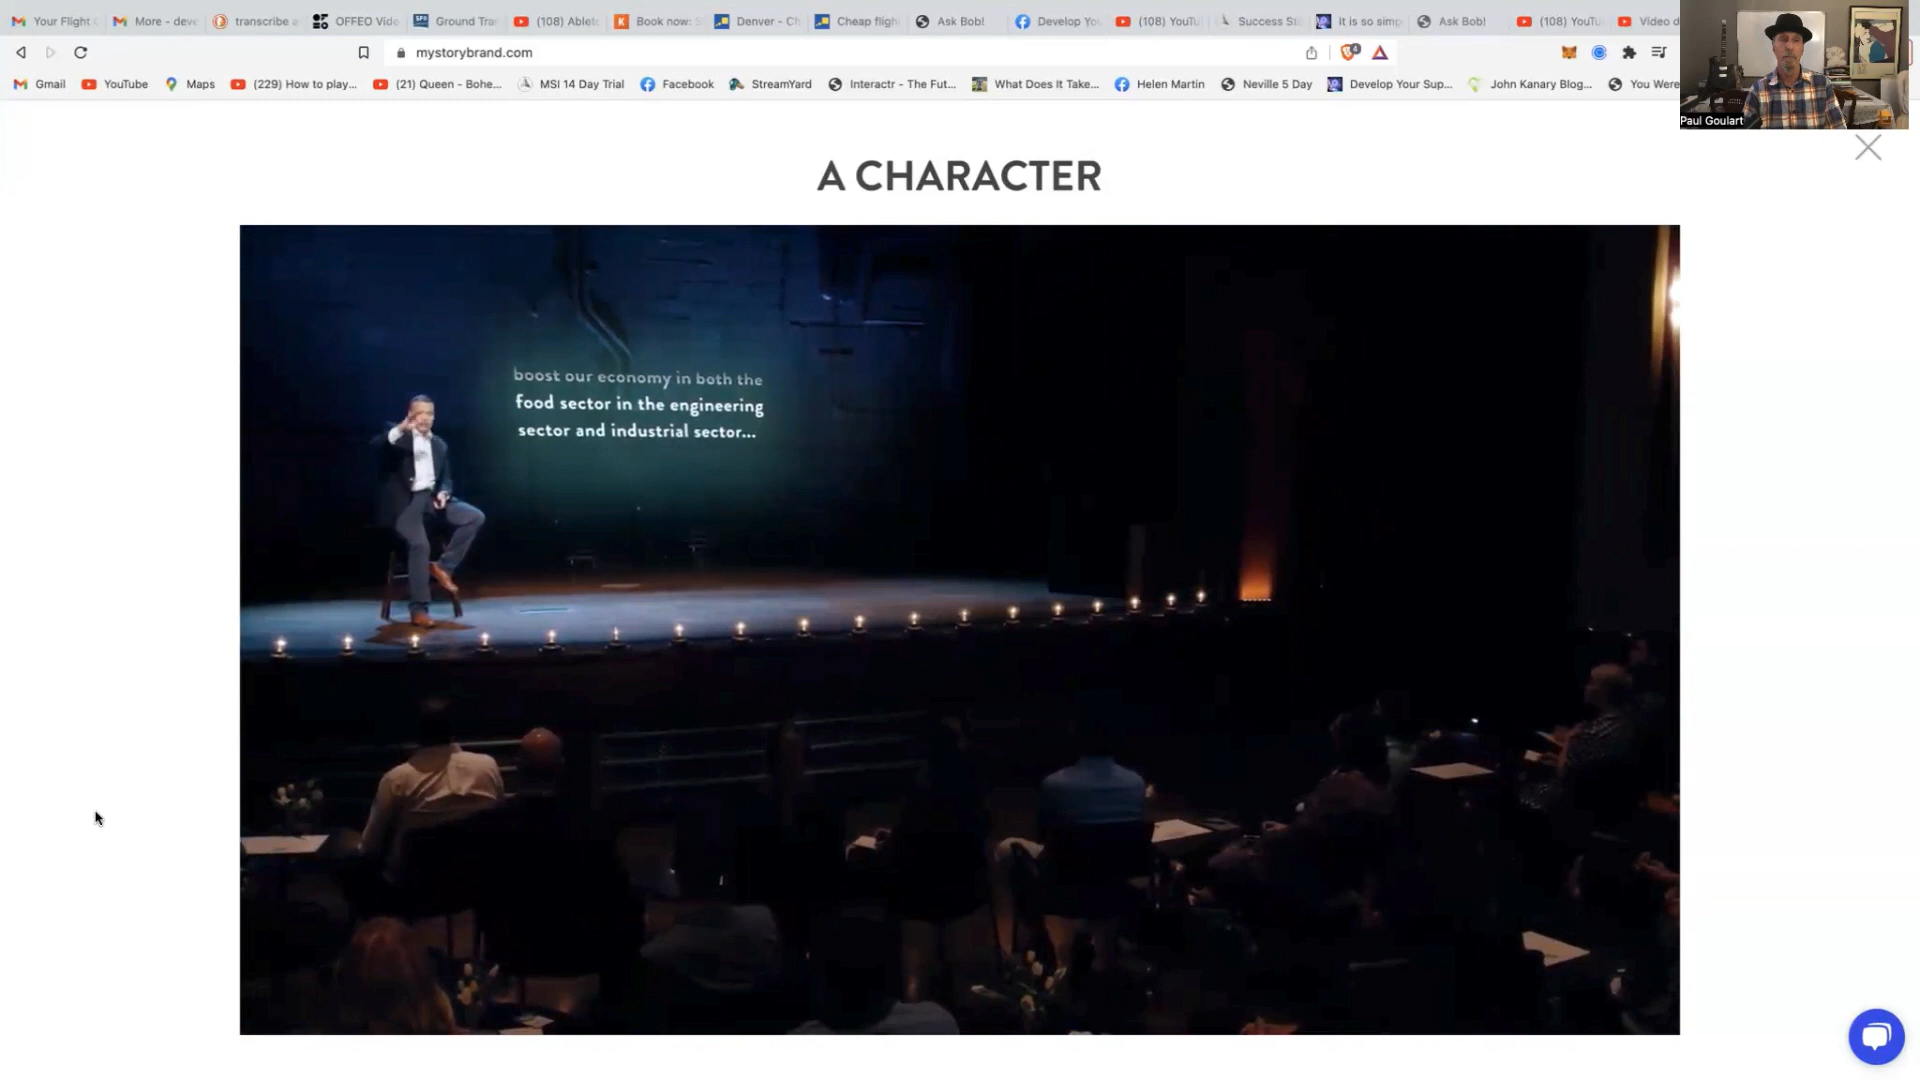 Your Flight
More - deve
transcribe a
OFFEO Vid
Ground Tra
(108) Ablet
Book now:
Denver - Ch
Cheap fligh
Ask Bob!
Develop You
(108) YouTu
Success St
it is so simp
Ask Bob!
(108) YouTu
Video d
mystorybrand.com
4
Gmail
YouTube
Maps
(229) How to play...
(21) Queen - Bohe...
MSI 14 Day Trial
Facebook
StreamYard
Interactr - The Fut...
What Does It Take...
Helen Martin
Neville 5 Day
Develop Your Sup...
John Kanary Blog...
You Were
Paul Goulart
A CHARACTER
boost our economy in both the
food sector in the engineering
sector and industrial sector...